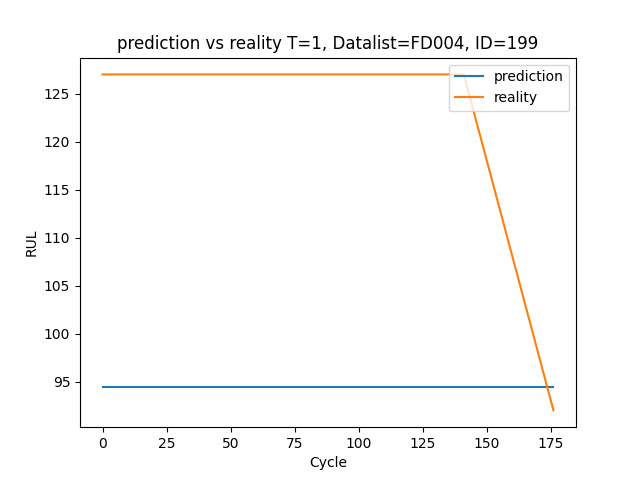 prediction vs reality T=1, Datalist=FD004, ID=199
prediction
reality
125
120
115
110
105
100
95
RUL
0 25 50 75 100 125 150 175
Cycle